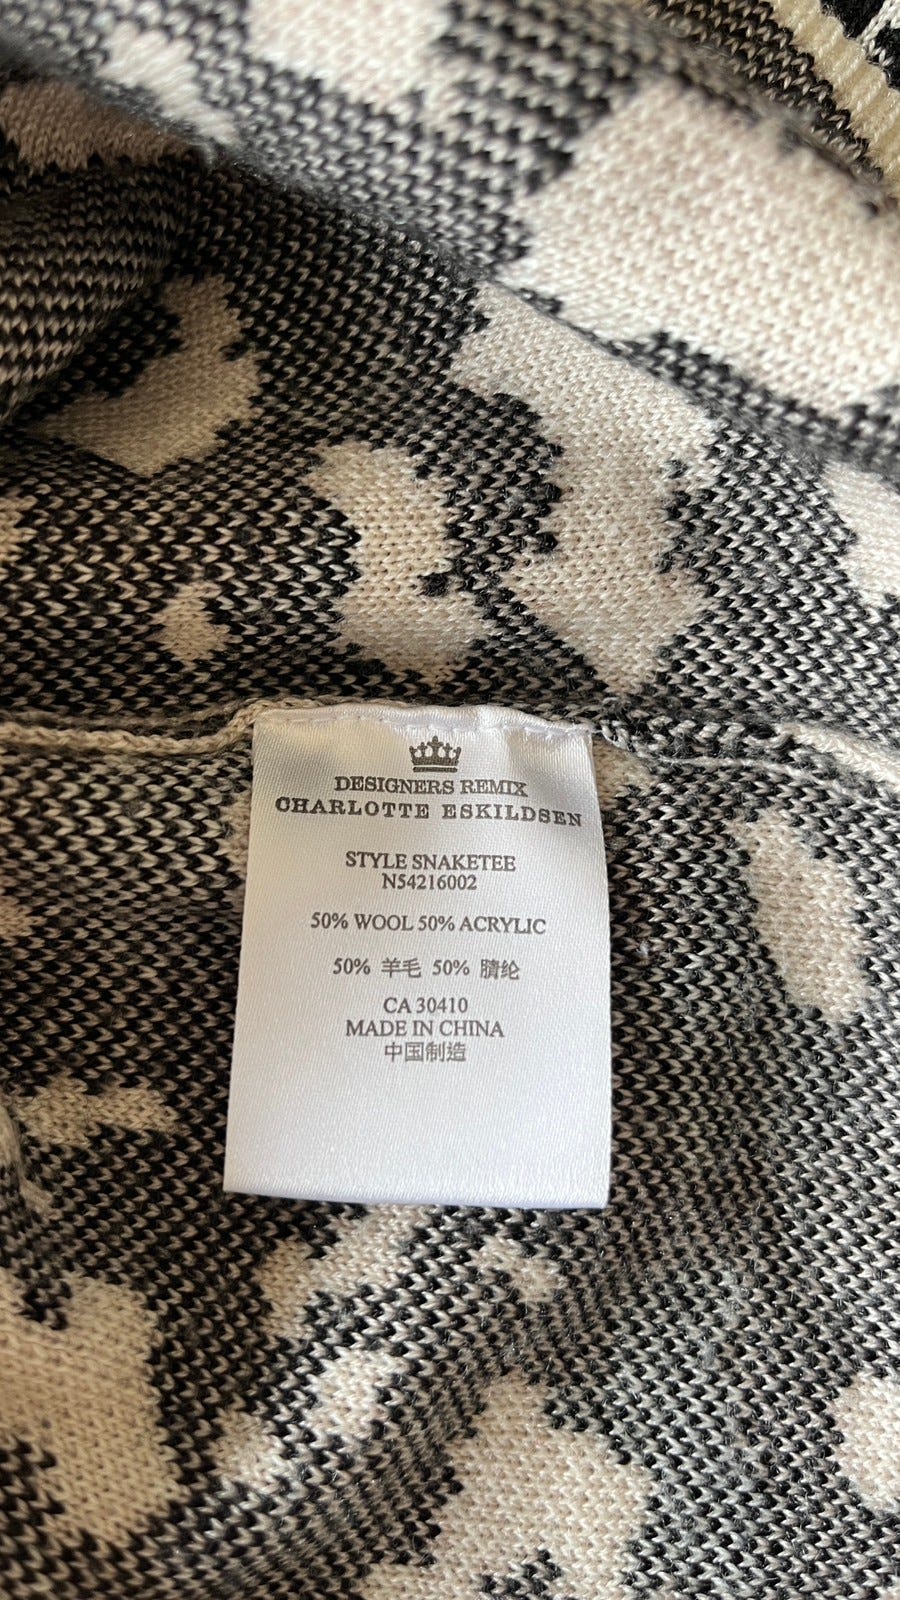 DESIGNERS REMIX
CHARLOTTE ESKILDSEN
STYLE SNAKETEE
N54216002
50% WOOL 50% ACRYLIC
50% 羊毛 50% 腈纶
CA 30410
MADE IN CHINA
中国制造